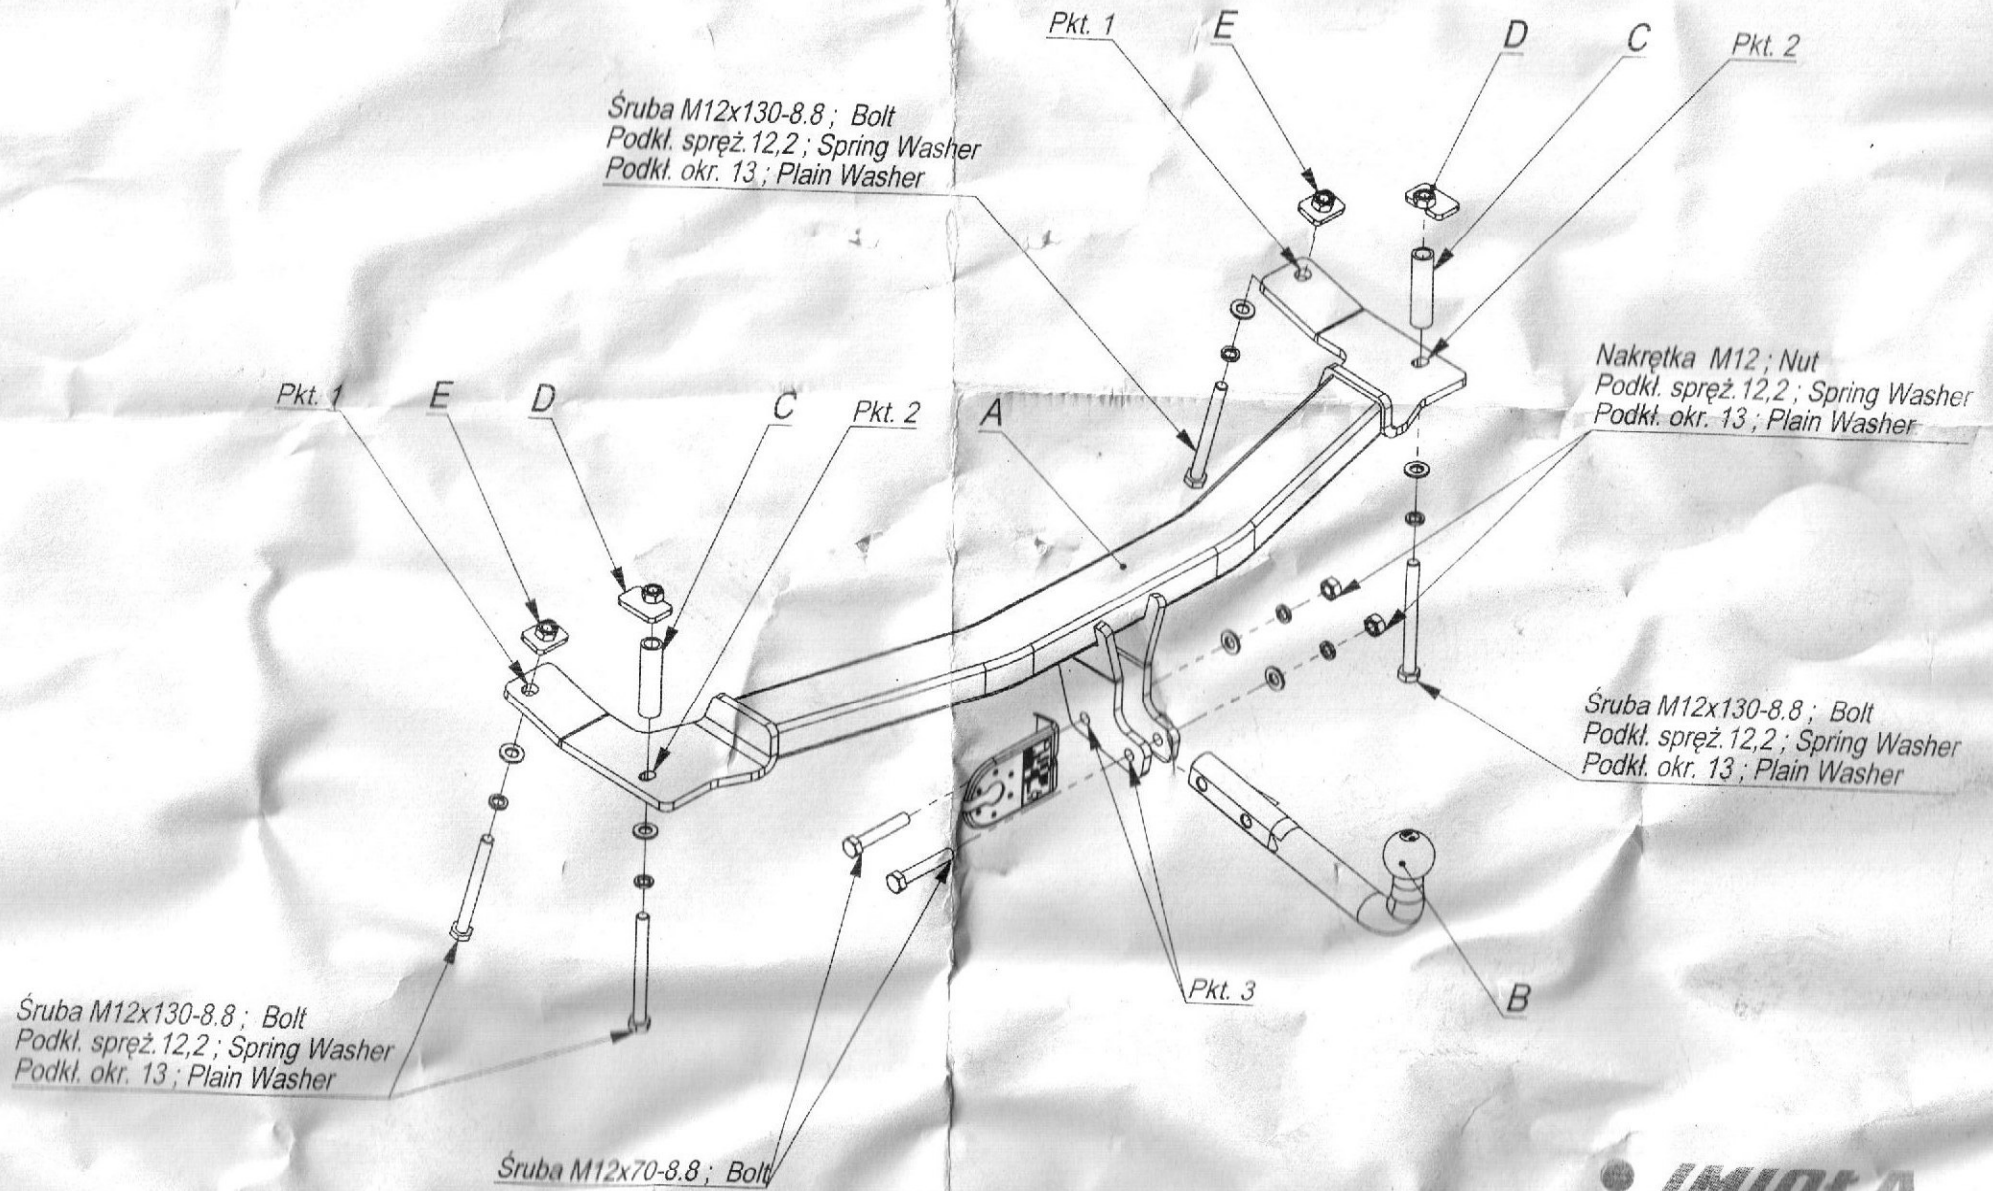 Pkt. 1
E
D
C
Pkt. 2
Śruba M12x130-8.8 ; Bolt
Podkł. spręż. 12,2 ; Spring Washer
Podkł. okr. 13 ; Plain Washer
Nakrętka M12 ; Nut
Podkł. spręż. 12,2 ; Spring Washer
Podkł. okr. 13 ; Plain Washer
Pkt. 1
E
D
C
Pkt. 2
A
Śruba M12x130-8.8 ; Bolt
Podkł. spręż. 12,2 ; Spring Washer
Podkł. okr. 13 ; Plain Washer
Pkt. 3
B
Śruba M12x130-8.8 ; Bolt
Podkł. spręż. 12,2 ; Spring Washer
Podkł. okr. 13 ; Plain Washer
Śruba M12x70-8.8 ; Bolt
IMIOŁA